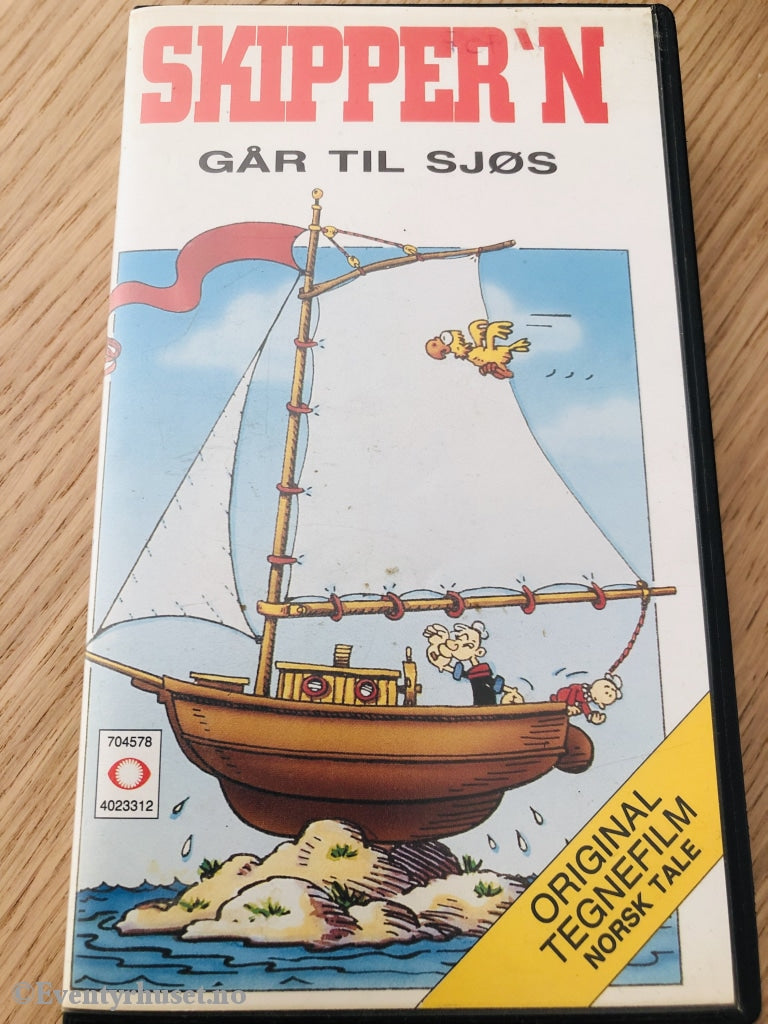 SKIPPER'N
GÅR TIL SJØS
704578
4023312
ORIGINAL
TEGNEFILM
NORSK TALE
©Eventyrhuset.no